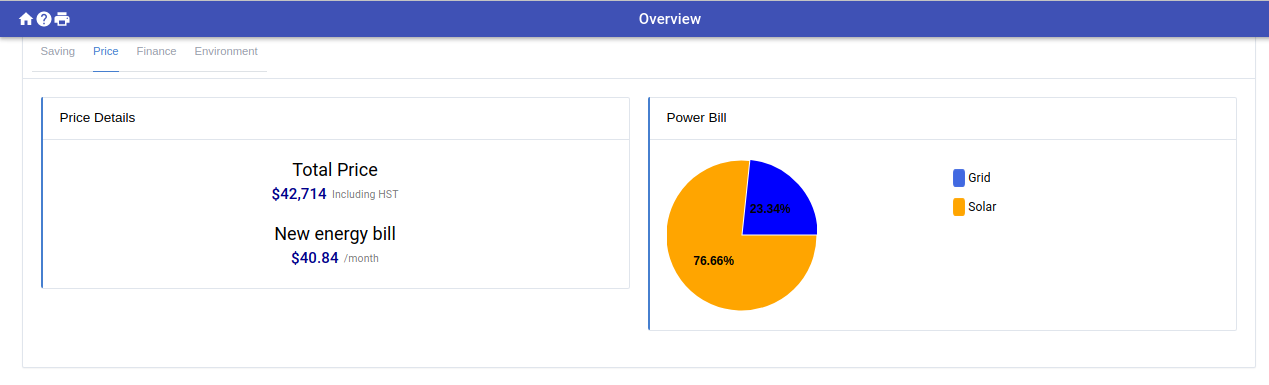 Overview
Saving Price Finance Environment
Price Details
Total Price
$42,714 Including HST
New energy bill
$40.84 /month
Power Bill
23.34%
76.66%
Grid
Solar